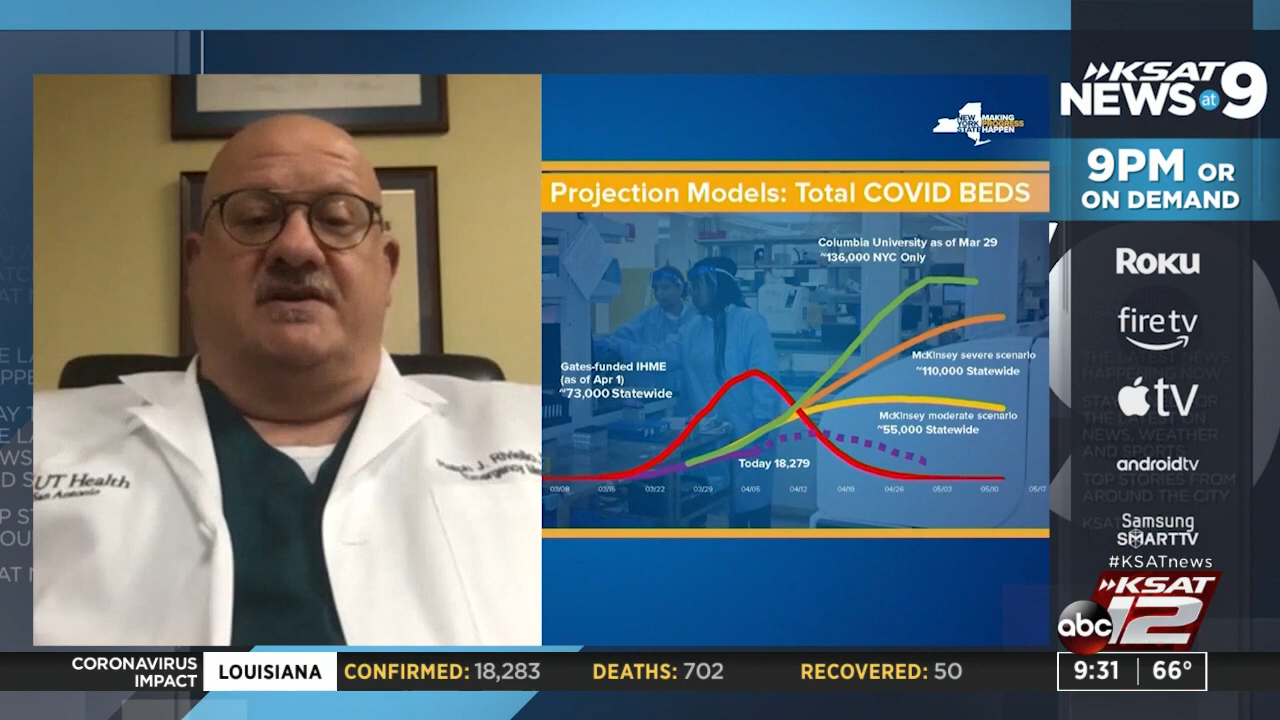 KSAT
NEWS at 9
9PM OR
ON DEMAND
ROKU
fire tv
tv
androidtv
Samsung
SMARTTV
#KSATnews
KSAT
abc 12
NEW
YORK
STATE
MAKING
PROGRESS
HAPPEN
Projection Models: Total COVID BEDS
Columbia University as of Mar 29
~136,000 NYC Only
McKinsey severe scenario
~110,000 Statewide
Gates-funded IHME
(as of Apr 1)
~73,000 Statewide
McKinsey moderate scenario
~55,000 Statewide
Today 18,279
03/08 03/15 03/22 03/29 04/05 04/12 04/19 04/26 05/03 05/10 05/17
UT Health
San Antonio
Ralph J. Riviello,
Emergency Me
CORONAVIRUS
IMPACT
LOUISIANA CONFIRMED: 18,283 DEATHS: 702 RECOVERED: 50
9:31 66°